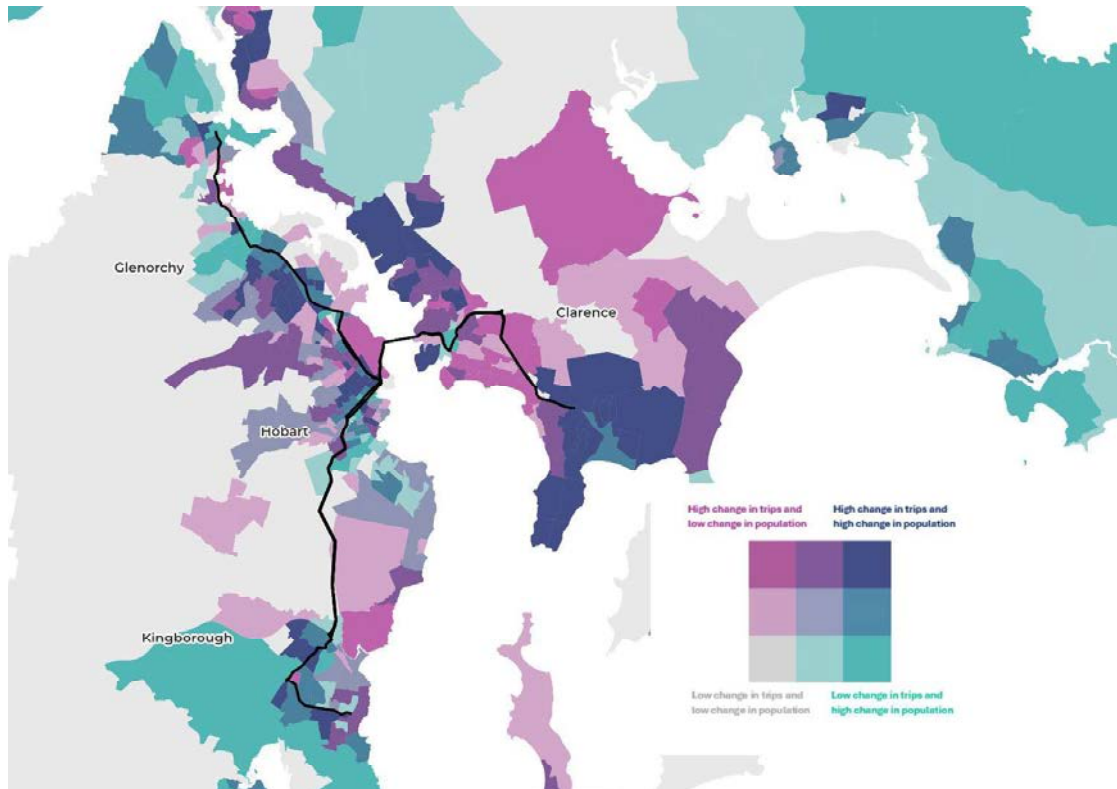 Glenorchy
Clarence
Hobart
Kingborough
High change in trips and
low change in population
High change in trips and
high change in population
Low change in trips and
low change in population
Low change in trips and
high change in population